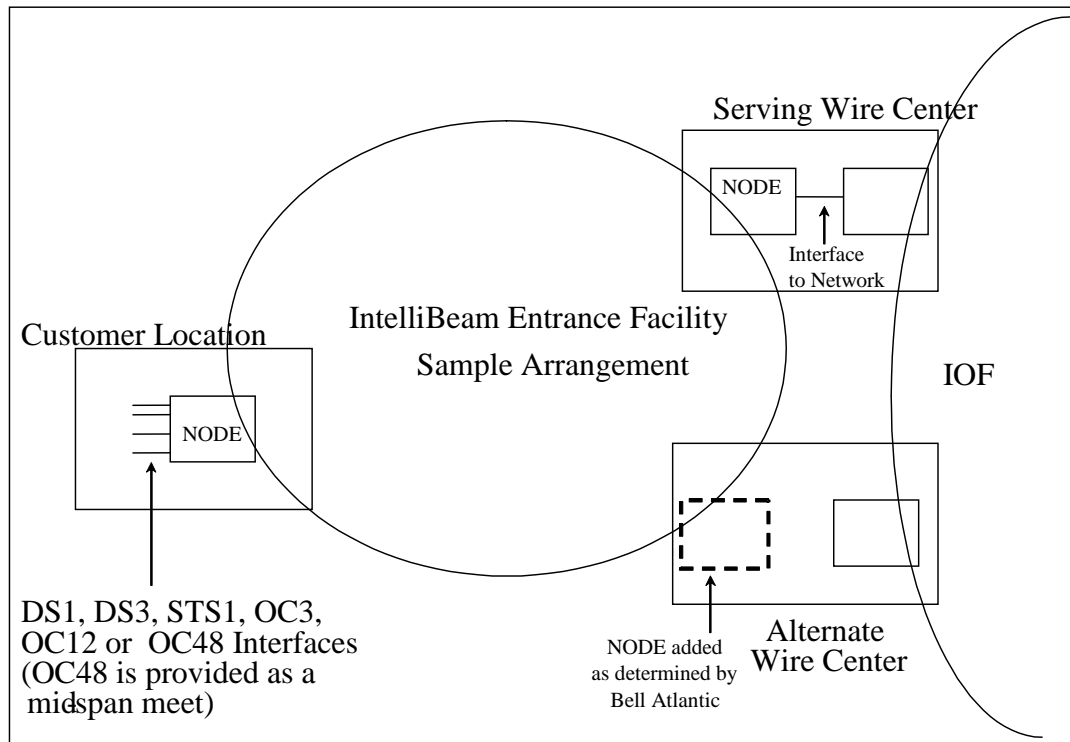 Serving Wire Center
NODE
Interface
to Network
IntelliBeam Entrance Facility
Sample Arrangement
IOF
Customer Location
NODE
DS1, DS3, STS1, OC3,
OC12 or OC48 Interfaces
(OC48 is provided as a
mid-span meet)
NODE added
as determined by
Bell Atlantic
Alternate
Wire Center